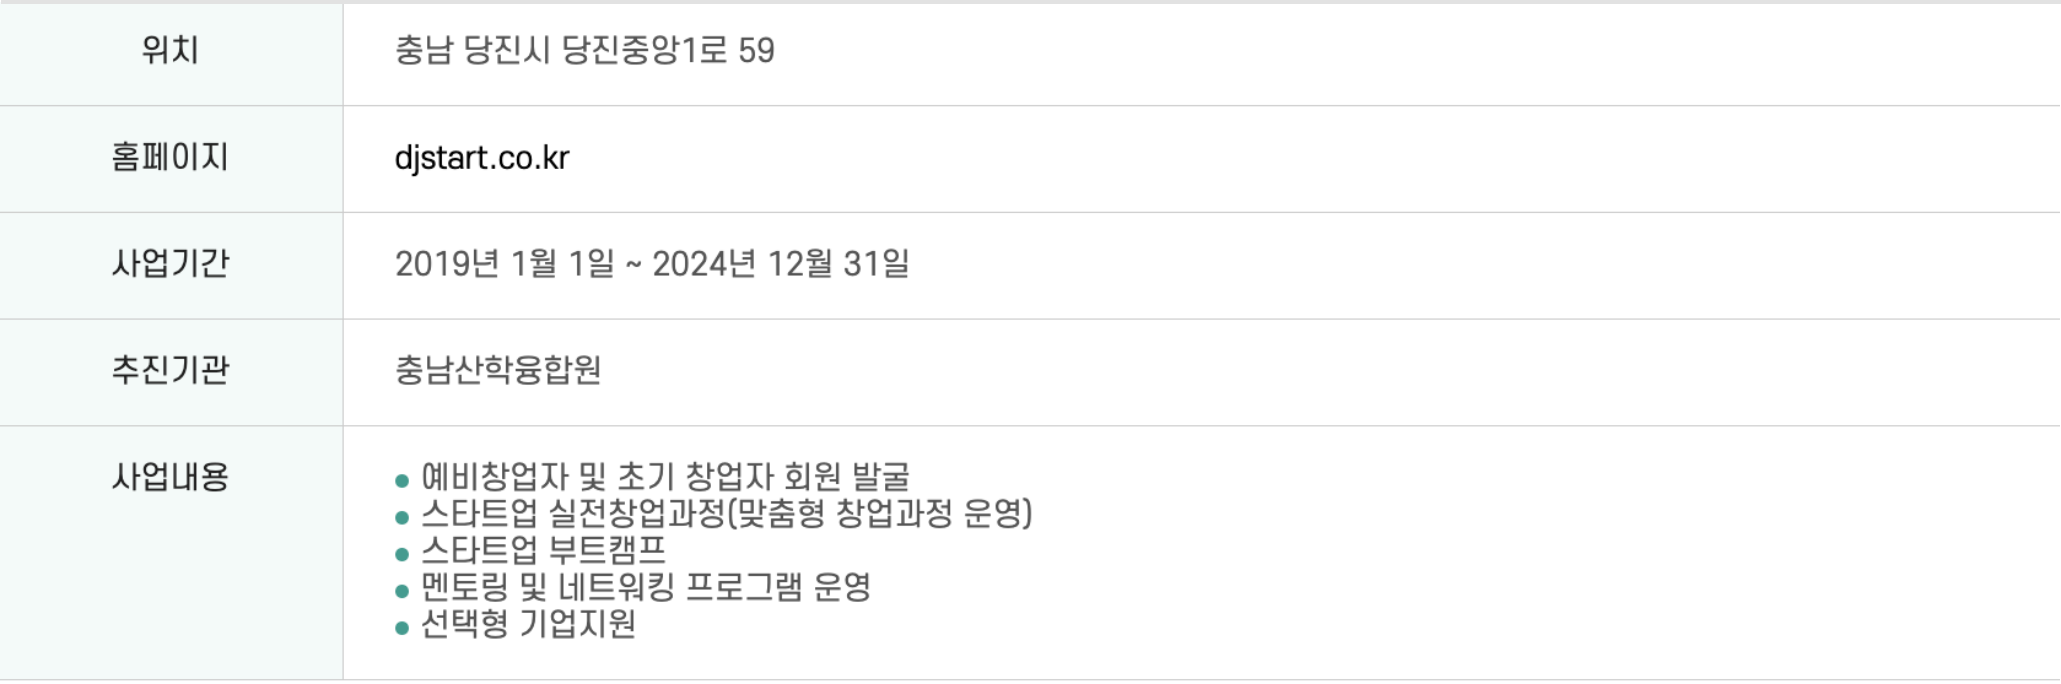 위치
충남 당진시 당진중앙1로 59
홈페이지
djstart.co.kr
사업기간
2019년 1월 1일 ~ 2024년 12월 31일
추진기관
충남산학융합원
사업내용
● 예비창업자 및 초기 창업자 회원 발굴
● 스타트업 실전창업과정(맞춤형 창업과정 운영)
● 스타트업 부트캠프
● 멘토링 및 네트워킹 프로그램 운영
● 선택형 기업지원